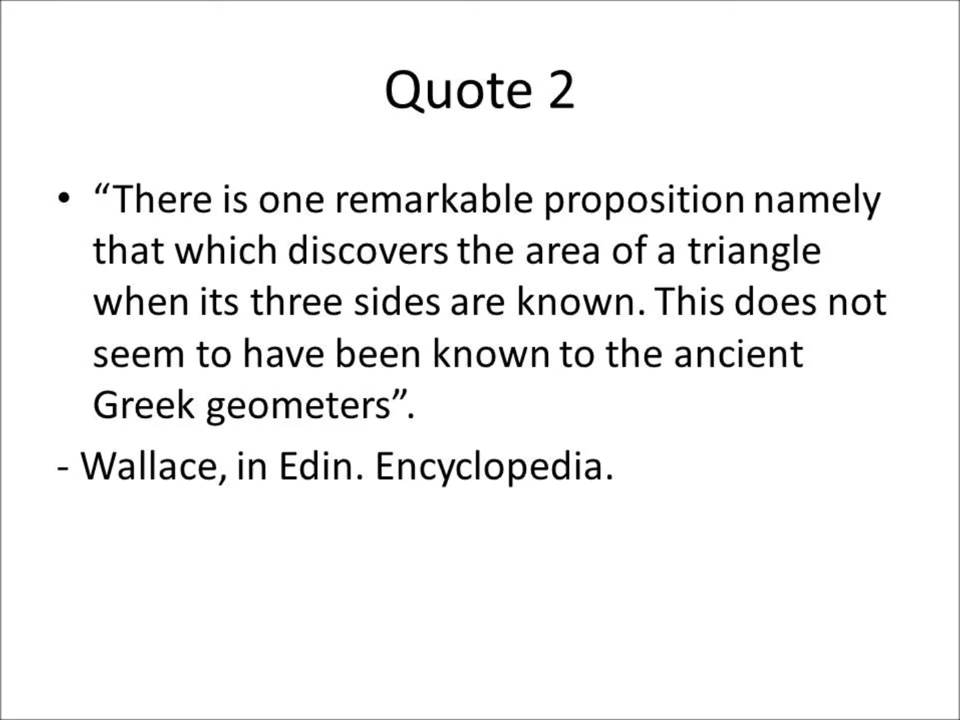 Quote 2
• “There is one remarkable proposition namely
that which discovers the area of a triangle
when its three sides are known. This does not
seem to have been known to the ancient
Greek geometers”.
- Wallace, in Edin. Encyclopedia.